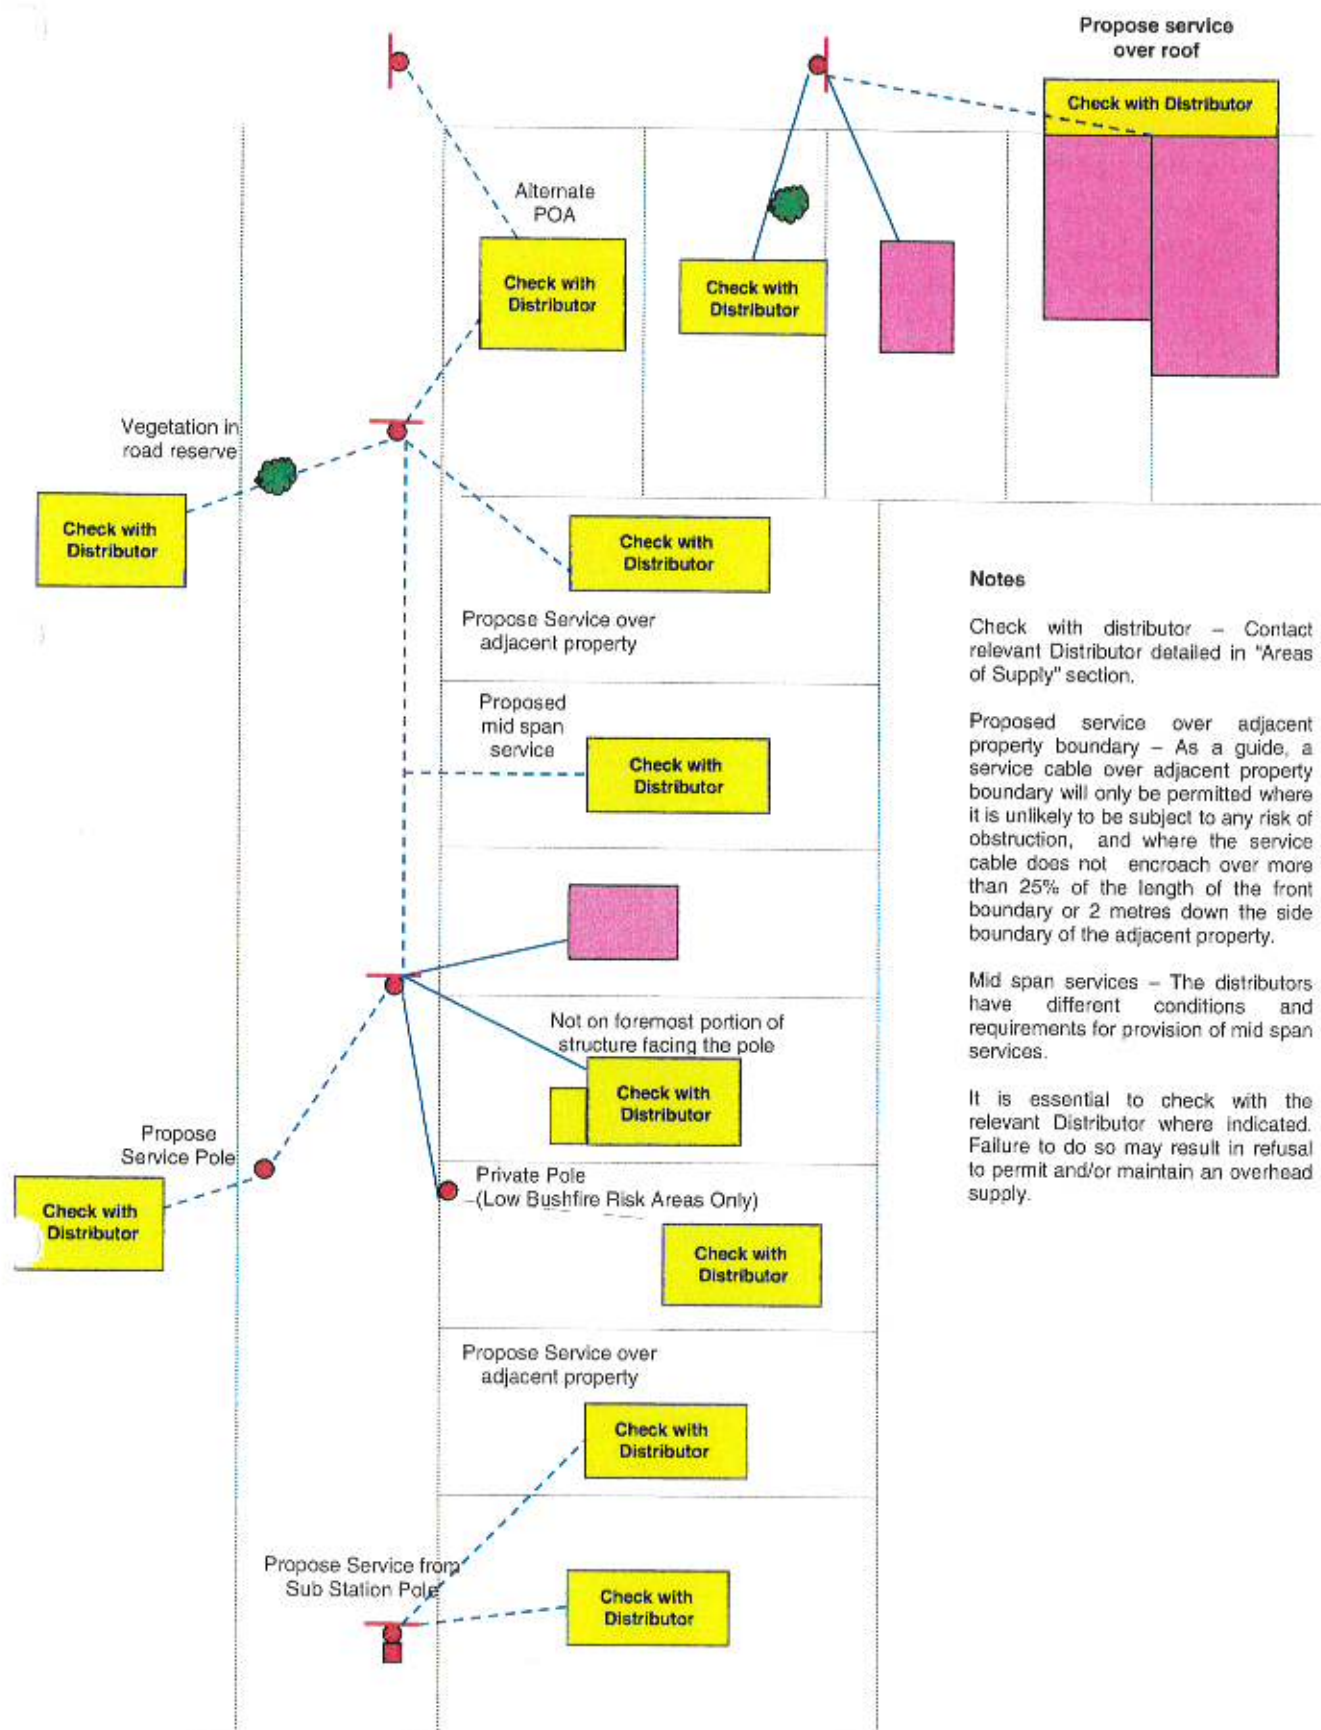 Propose service
over roof
Check with Distributor
Alternate
POA
Check with
Distributor
Check with
Distributor
Vegetation in
road reserve
Check with
Distributor
Check with
Distributor
Propose Service over
adjacent property
Proposed
mid span
service
Check with
Distributor
Not on foremost portion of
structure facing the pole
Check with
Distributor
Propose
Service Pole
Check with
Distributor
Private Pole
(Low Bushfire Risk Areas Only)
Check with
Distributor
Propose Service over
adjacent property
Check with
Distributor
Propose Service from
Sub Station Pole
Check with
Distributor
Notes
Check with distributor – Contact
relevant Distributor detailed in "Areas
of Supply" section.
Proposed service over adjacent
property boundary – As a guide, a
service cable over adjacent property
boundary will only be permitted where
it is unlikely to be subject to any risk of
obstruction, and where the service
cable does not encroach over more
than 25% of the length of the front
boundary or 2 metres down the side
boundary of the adjacent property.
Mid span services – The distributors
have different conditions and
requirements for provision of mid span
services.
It is essential to check with the
relevant Distributor where indicated.
Failure to do so may result in refusal
to permit and/or maintain an overhead
supply.